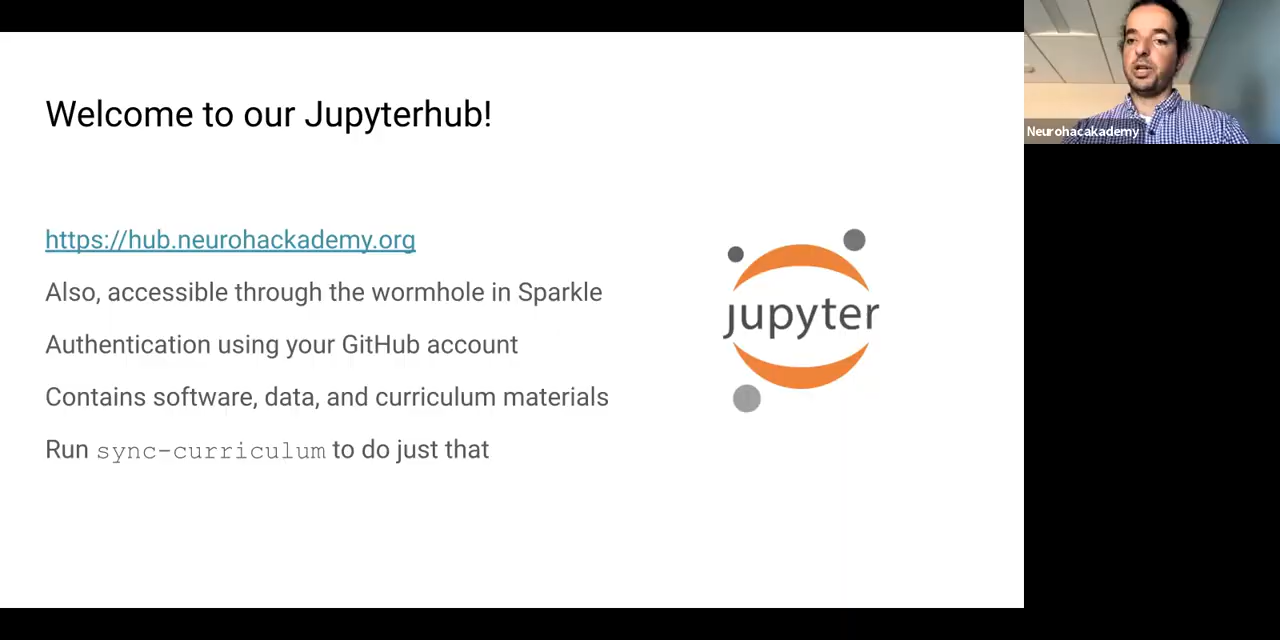 Welcome to our Jupyterhub!
https://hub.neurohackademy.org
Also, accessible through the wormhole in Sparkle
Authentication using your GitHub account
Contains software, data, and curriculum materials
Run sync-curriculum to do just that
jupyter
Neurohacakademy